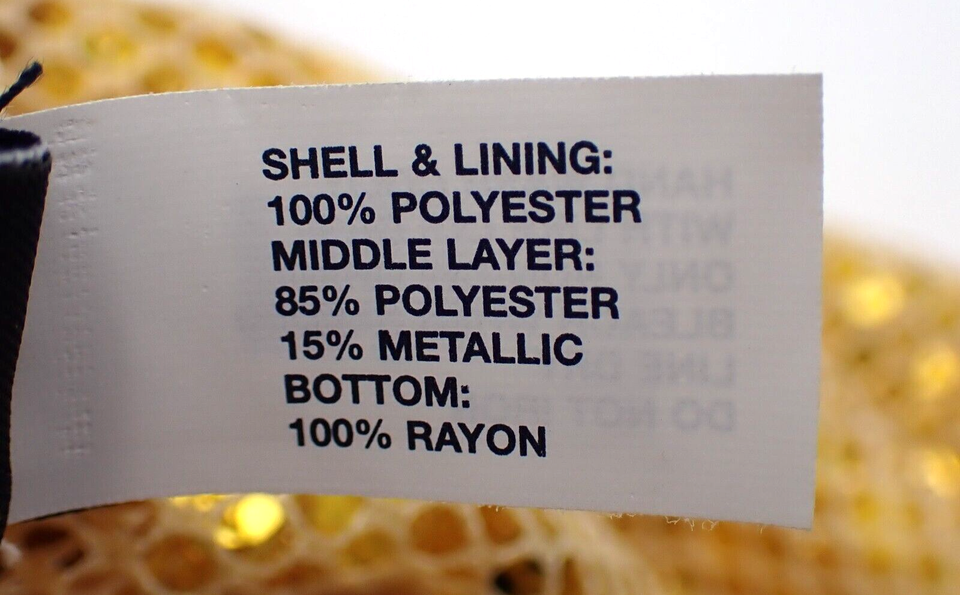 SHELL & LINING:
100% POLYESTER
MIDDLE LAYER:
85% POLYESTER
15% METALLIC
BOTTOM:
100% RAYON